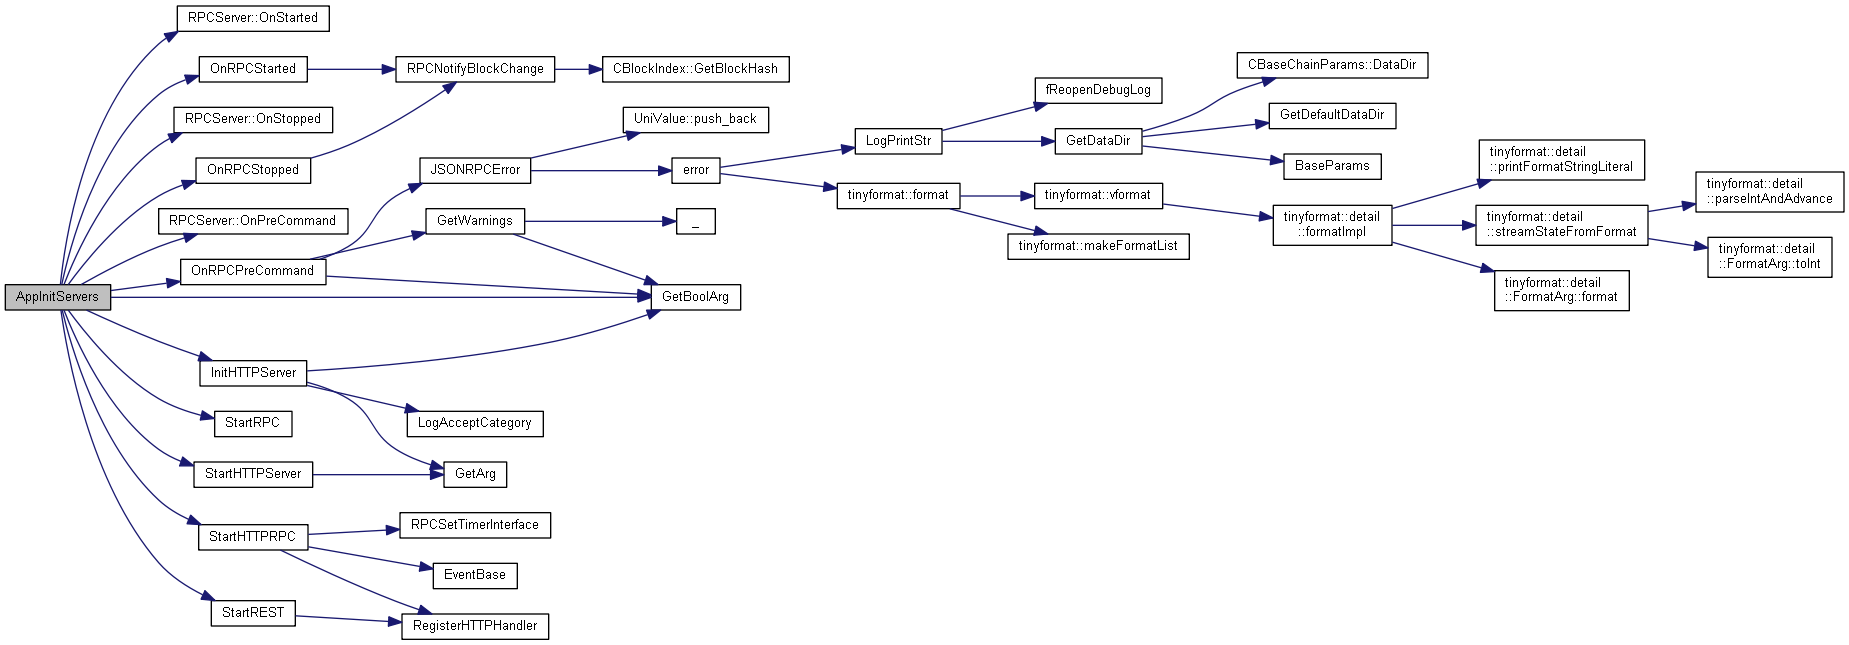 RPCServer::OnStarted
OnRPCStarted
RPCNotifyBlockChange
CBlockIndex::GetBlockHash
CBaseChainParams::DataDir
fReopenDebugLog
RPCServer::OnStopped
UniValue::push_back
GetDefaultDataDir
LogPrintStr
GetDataDir
OnRPCStopped
JSONRPCError
error
BaseParams
tinyformat::detail
::printFormatStringLiteral
tinyformat::format
tinyformat::vformat
tinyformat::detail
::parseIntAndAdvance
RPCServer::OnPreCommand
GetWarnings
_
tinyformat::makeFormatList
tinyformat::detail
::formatImpl
tinyformat::detail
::streamStateFromFormat
tinyformat::detail
::FormatArg::toInt
OnRPCPreCommand
AppInitServers
GetBoolArg
tinyformat::detail
::FormatArg::format
InitHTTPServer
StartRPC
LogAcceptCategory
StartHTTPServer
GetArg
StartHTTPRPC
RPCSetTimerInterface
EventBase
StartREST
RegisterHTTPHandler